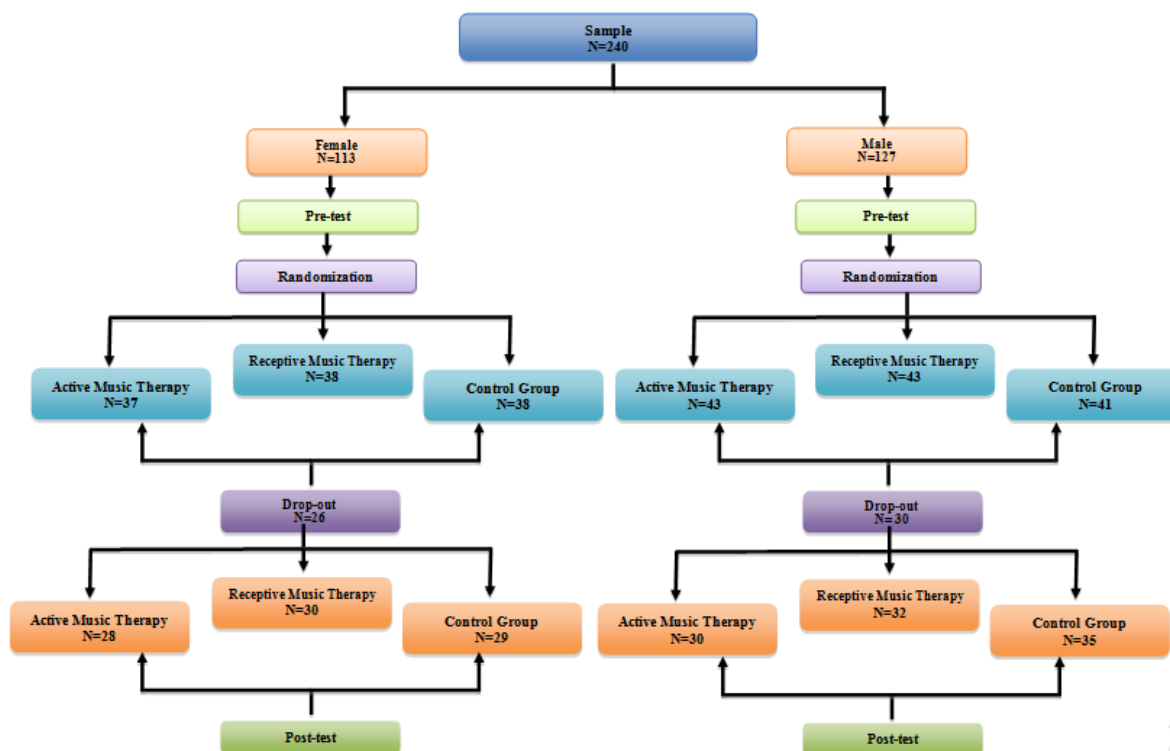 Sample
N=240
Female
N=113
Male
N=127
Pre-test
Pre-test
Randomization
Randomization
Active Music Therapy
N=37
Receptive Music Therapy
N=38
Control Group
N=38
Active Music Therapy
N=43
Receptive Music Therapy
N=43
Control Group
N=41
Drop-out
N=26
Drop-out
N=30
Active Music Therapy
N=28
Receptive Music Therapy
N=30
Control Group
N=29
Active Music Therapy
N=30
Receptive Music Therapy
N=32
Control Group
N=35
Post-test
Post-test